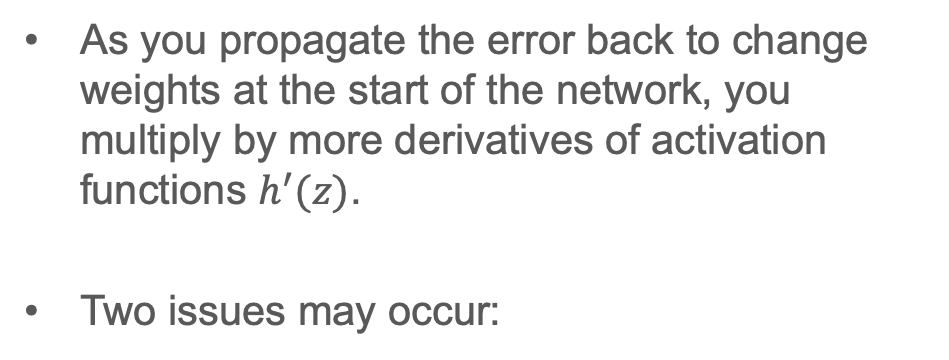 • As you propagate the error back to change
weights at the start of the network, you
multiply by more derivatives of activation
functions h′(z).
• Two issues may occur: